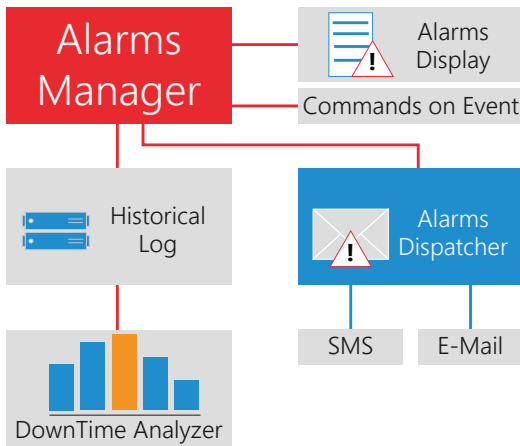 Alarms
Manager
Alarms
Display
!
Commands on Event
Historical
Log
Alarms
Dispatcher
!
SMS
E-Mail
DownTime Analyzer